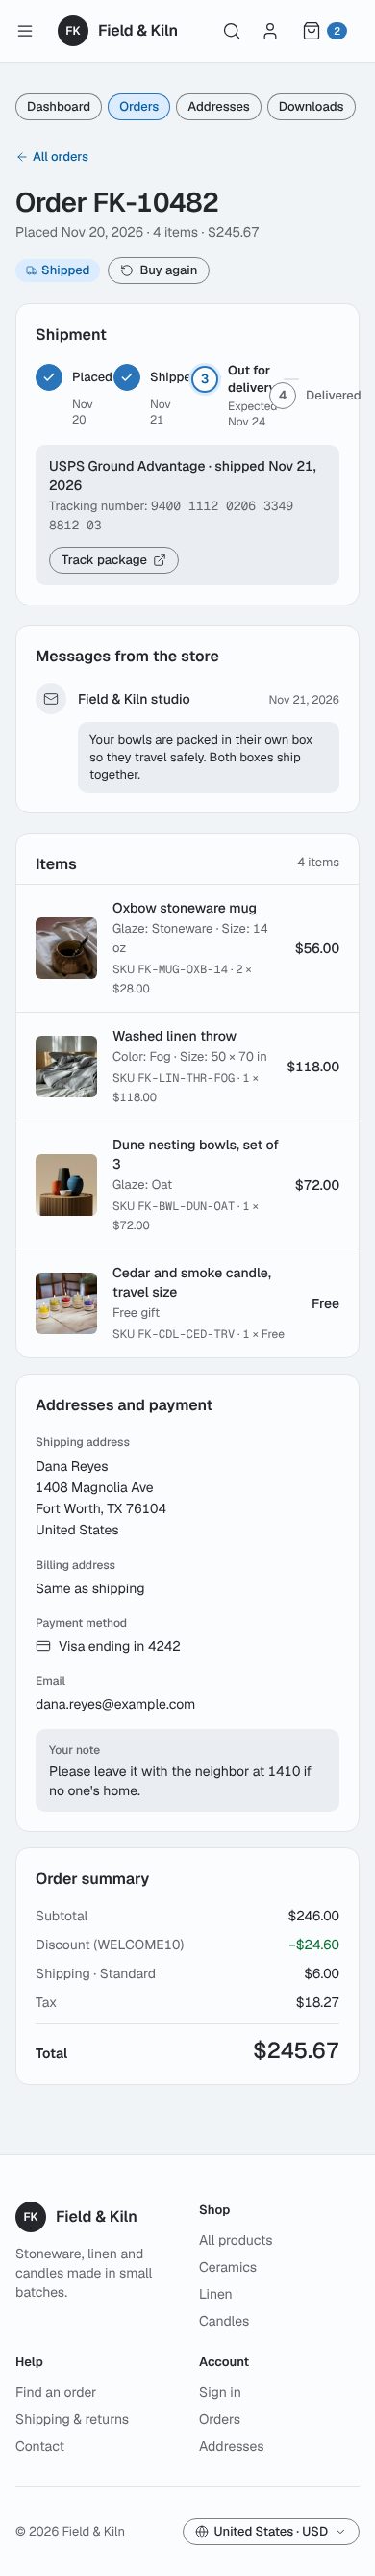 FK Field & Kiln 2
Dashboard Orders Addresses Downloads
All orders
Order FK-10482
Placed Nov 20, 2026 · 4 items · $245.67
Shipped Buy again
Shipment
Placed
Nov
20
Shippe
Nov
21
3 Out for
delivery
Expected
Nov 24
4 Delivered
USPS Ground Advantage · shipped Nov 21,
2026
Tracking number: 9400 1112 0206 3349
8812 03
Track package
Messages from the store
Field & Kiln studio Nov 21, 2026
Your bowls are packed in their own box
so they travel safely. Both boxes ship
together.
Items 4 items
Oxbow stoneware mug
Glaze: Stoneware · Size: 14
oz
SKU FK-MUG-OXB-14 · 2 ×
$28.00
$56.00
Washed linen throw
Color: Fog · Size: 50 × 70 in
SKU FK-LIN-THR-FOG · 1 ×
$118.00
$118.00
Dune nesting bowls, set of
3
Glaze: Oat
SKU FK-BWL-DUN-OAT · 1 ×
$72.00
$72.00
Cedar and smoke candle,
travel size
Free gift
SKU FK-CDL-CED-TRV · 1 × Free
Free
Addresses and payment
Shipping address
Dana Reyes
1408 Magnolia Ave
Fort Worth, TX 76104
United States
Billing address
Same as shipping
Payment method
Visa ending in 4242
Email
dana.reyes@example.com
Your note
Please leave it with the neighbor at 1410 if
no one's home.
Order summary
Subtotal $246.00
Discount (WELCOME10) −$24.60
Shipping · Standard $6.00
Tax $18.27
Total $245.67
FK Field & Kiln
Stoneware, linen and
candles made in small
batches.
Shop
All products
Ceramics
Linen
Candles
Help
Find an order
Shipping & returns
Contact
Account
Sign in
Orders
Addresses
© 2026 Field & Kiln
United States · USD